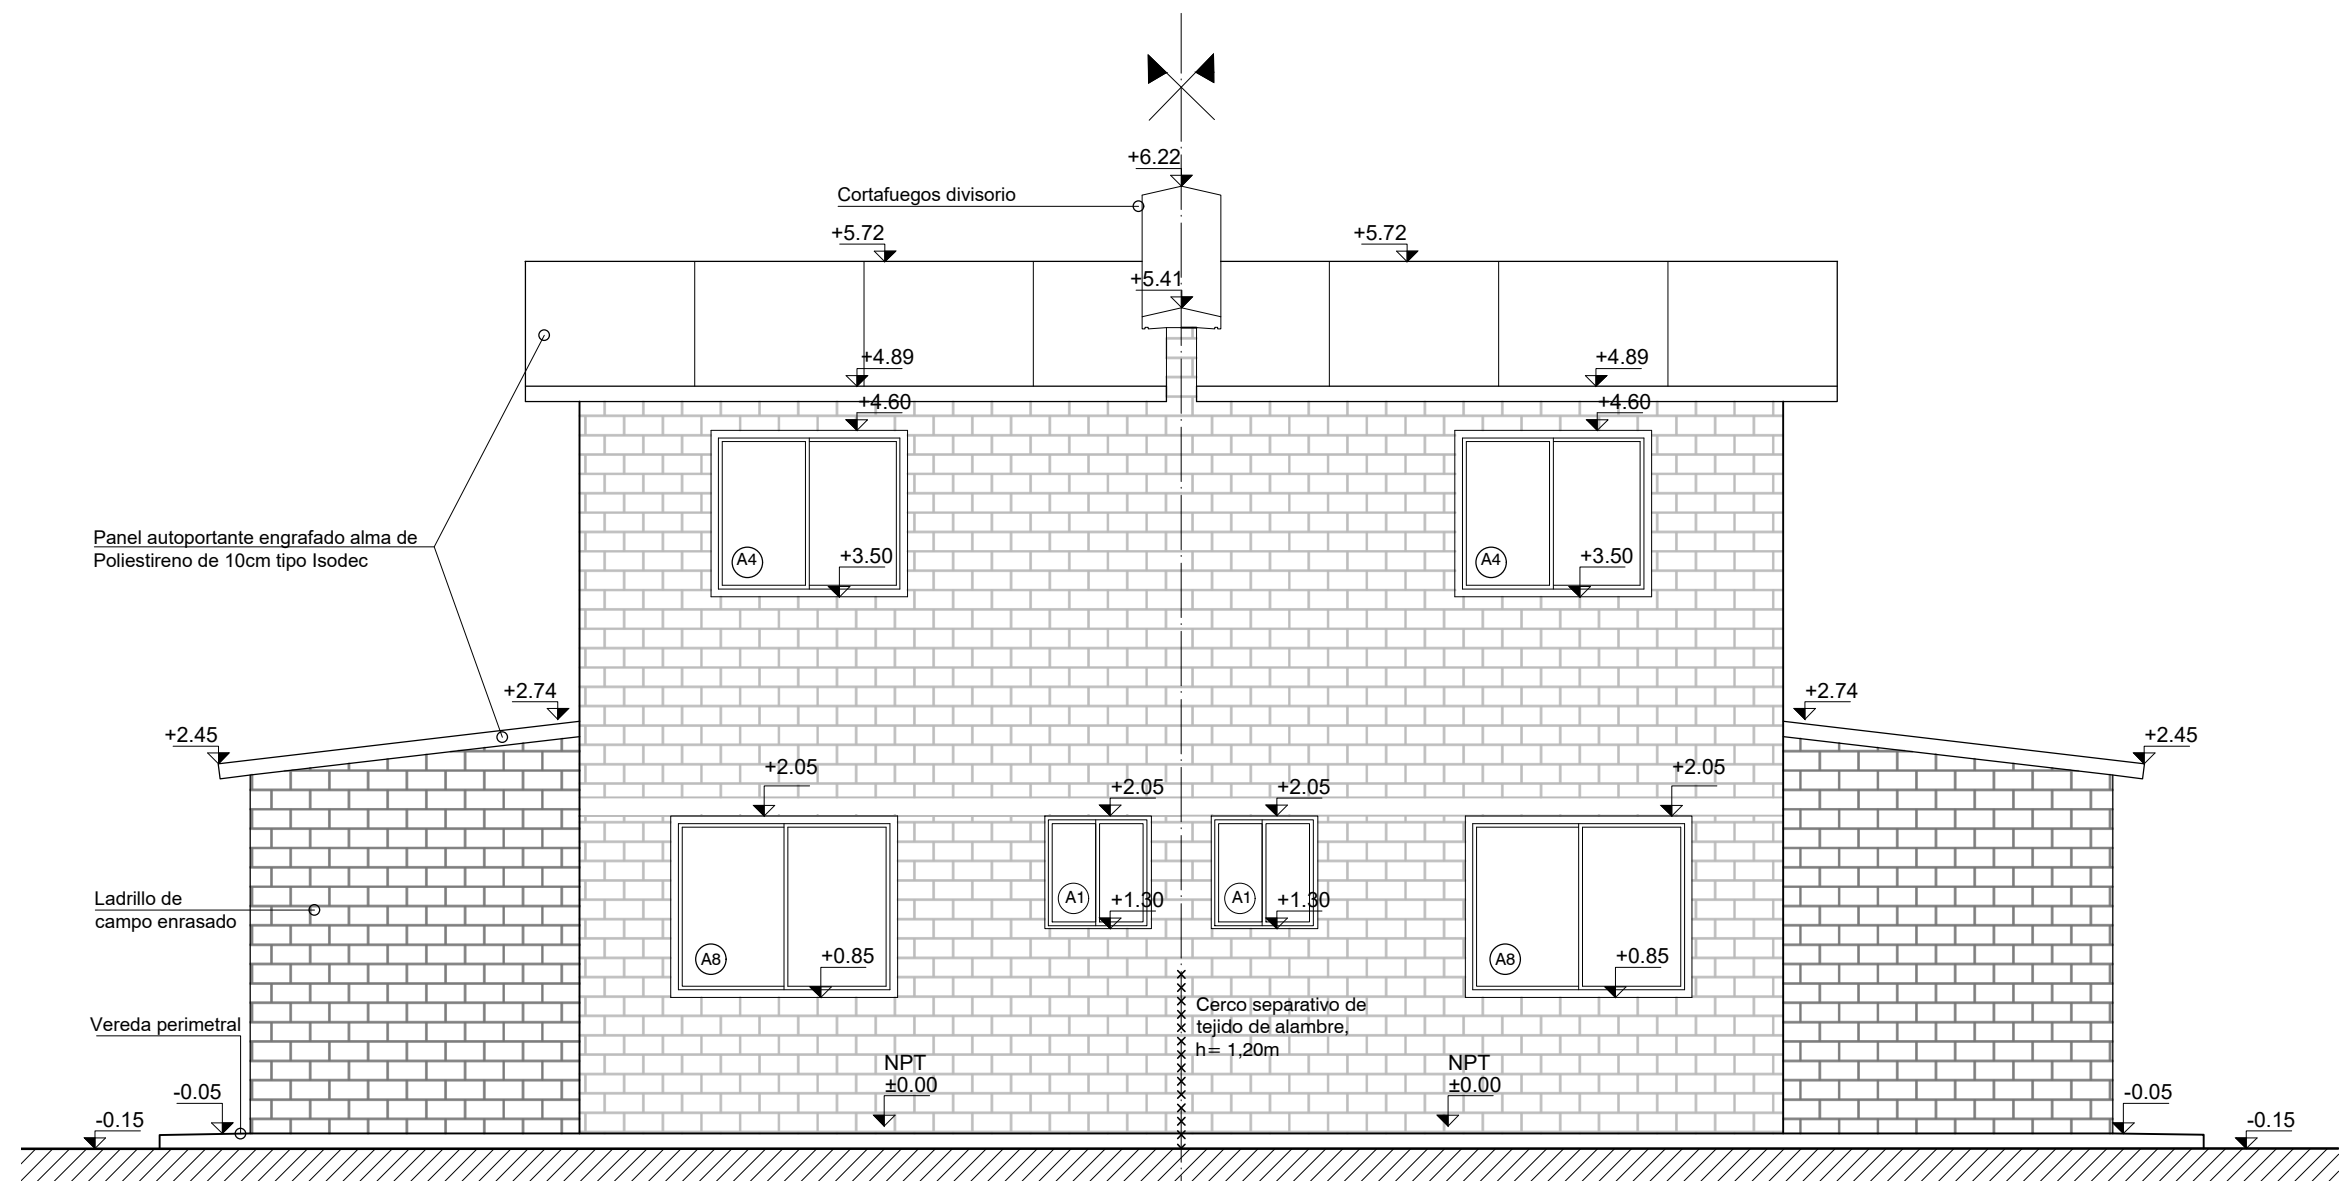 +6.22
Cortafuegos divisorio
+5.72
+5.72
+5.41
+4.89
+4.89
+4.60
+4.60
Panel autoportante engrafado alma de
Poliestireno de 10cm tipo Isodec
A4
+3.50
A4
+3.50
+2.74
+2.74
+2.45
+2.45
+2.05
+2.05
+2.05
+2.05
Ladrillo de
campo enrasado
A1
+1.30
A1
+1.30
A8
+0.85
A8
+0.85
Cerco separativo de
tejido de alambre,
h= 1,20m
Vereda perimetral
NPT
±0.00
NPT
±0.00
-0.05
-0.05
-0.15
-0.15